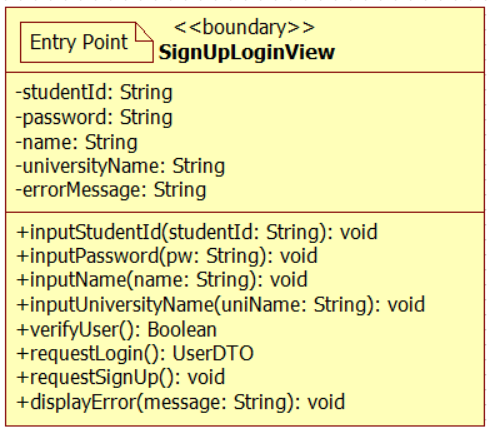 Entry Point
<<boundary>>
SignUpLoginView
-studentId: String
-password: String
-name: String
-universityName: String
-errorMessage: String
+inputStudentId(studentId: String): void
+inputPassword(pw: String): void
+inputName(name: String): void
+inputUniversityName(uniName: String): void
+verifyUser(): Boolean
+requestLogin(): UserDTO
+requestSignUp(): void
+displayError(message: String): void